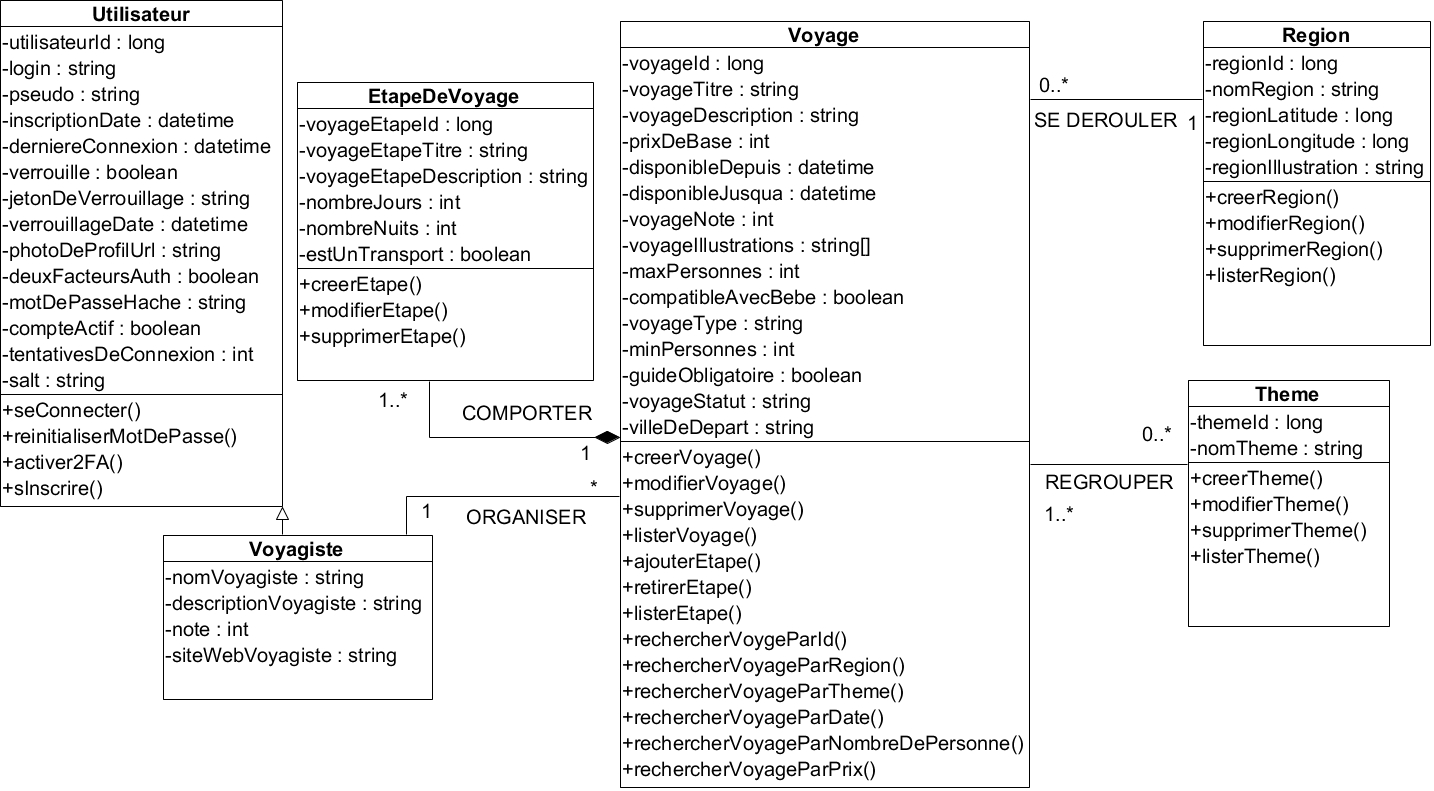 Utilisateur
-utilisateurId : long
-login : string
-pseudo : string
-inscriptionDate : datetime
-derniereConnexion : datetime
-verrouille : boolean
-jetonDeVerrouillage : string
-verrouillageDate : datetime
-photoDeProfilUrl : string
-deuxFacteursAuth : boolean
-motDePasseHache : string
-compteActif : boolean
-tentativesDeConnexion : int
-salt : string
+seConnecter()
+reinitialiserMotDePasse()
+activer2FA()
+sInscrire()
EtapeDeVoyage
-voyageEtapeId : long
-voyageEtapeTitre : string
-voyageEtapeDescription : string
-nombreJours : int
-nombreNuits : int
-estUnTransport : boolean
+creerEtape()
+modifierEtape()
+supprimerEtape()
1..*
COMPORTER
1
*
1
ORGANISER
Voyagiste
-nomVoyagiste : string
-descriptionVoyagiste : string
-note : int
-siteWebVoyagiste : string
Voyage
-voyageId : long
-voyageTitre : string
-voyageDescription : string
-prixDeBase : int
-disponibleDepuis : datetime
-disponibleJusqua : datetime
-voyageNote : int
-voyageIllustrations : string[]
-maxPersonnes : int
-compatibleAvecBebe : boolean
-voyageType : string
-minPersonnes : int
-guideObligatoire : boolean
-voyageStatut : string
-villeDeDepart : string
+creerVoyage()
+modifierVoyage()
+supprimerVoyage()
+listerVoyage()
+ajouterEtape()
+retirerEtape()
+listerEtape()
+rechercherVoygeParId()
+rechercherVoyageParRegion()
+rechercherVoyageParTheme()
+rechercherVoyageParDate()
+rechercherVoyageParNombreDePersonne()
+rechercherVoyageParPrix()
0..*
SE DEROULER 1
Region
-regionId : long
-nomRegion : string
-regionLatitude : long
-regionLongitude : long
-regionIllustration : string
+creerRegion()
+modifierRegion()
+supprimerRegion()
+listerRegion()
0..*
REGROUPER
1..*
Theme
-themeId : long
-nomTheme : string
+creerTheme()
+modifierTheme()
+supprimerTheme()
+listerTheme()